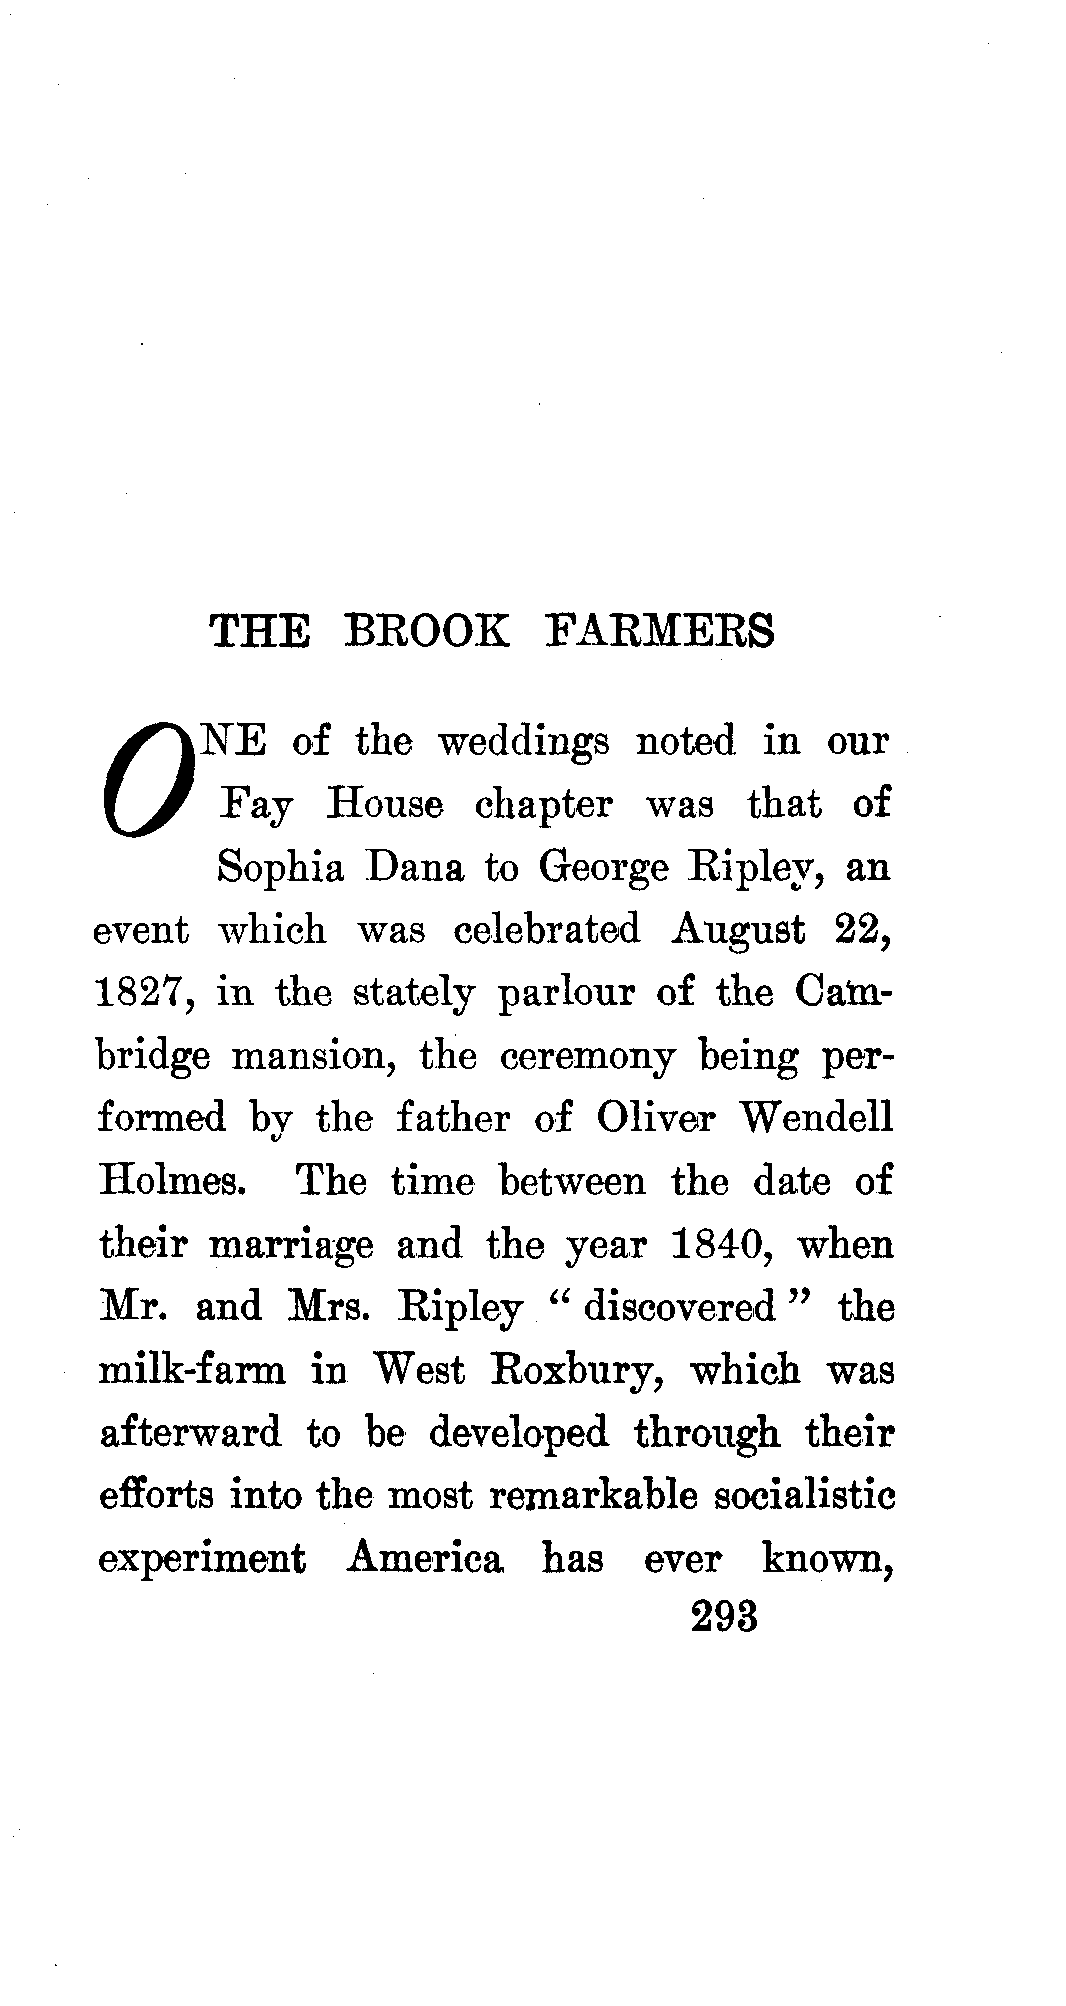 THE BROOK FARMERS
ONE of the weddings noted in our
Fay House chapter was that of
Sophia Dana to George Ripley, an
event which was celebrated August 22,
1827, in the stately parlour of the Cam-
bridge mansion, the ceremony being per-
formed by the father of Oliver Wendell
Holmes. The time between the date of
their marriage and the year 1840, when
Mr. and Mrs. Ripley “ discovered ” the
milk-farm in West Roxbury, which was
afterward to be developed through their
efforts into the most remarkable socialistic
experiment America has ever known,
293